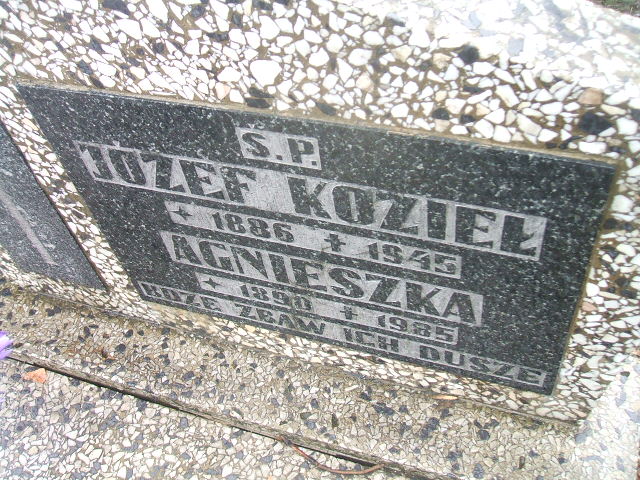 S.P.
JÓZEF KOZIEŁ
+ 1886 + 1945
AGNIESZKA
+ 1890 + 1985
BOŻE ZBAW ICH DUSZE